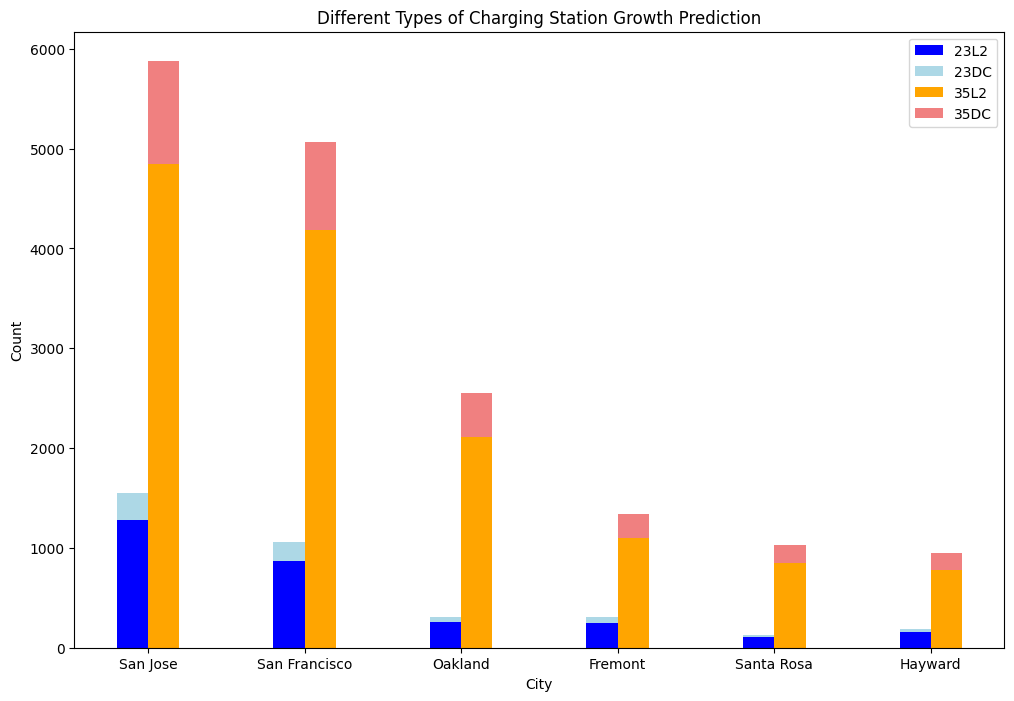 Different Types of Charging Station Growth Prediction
23L2
23DC
35L2
35DC
6000
5000
4000
3000
2000
1000
0
Count
San Jose San Francisco Oakland Fremont Santa Rosa Hayward
City